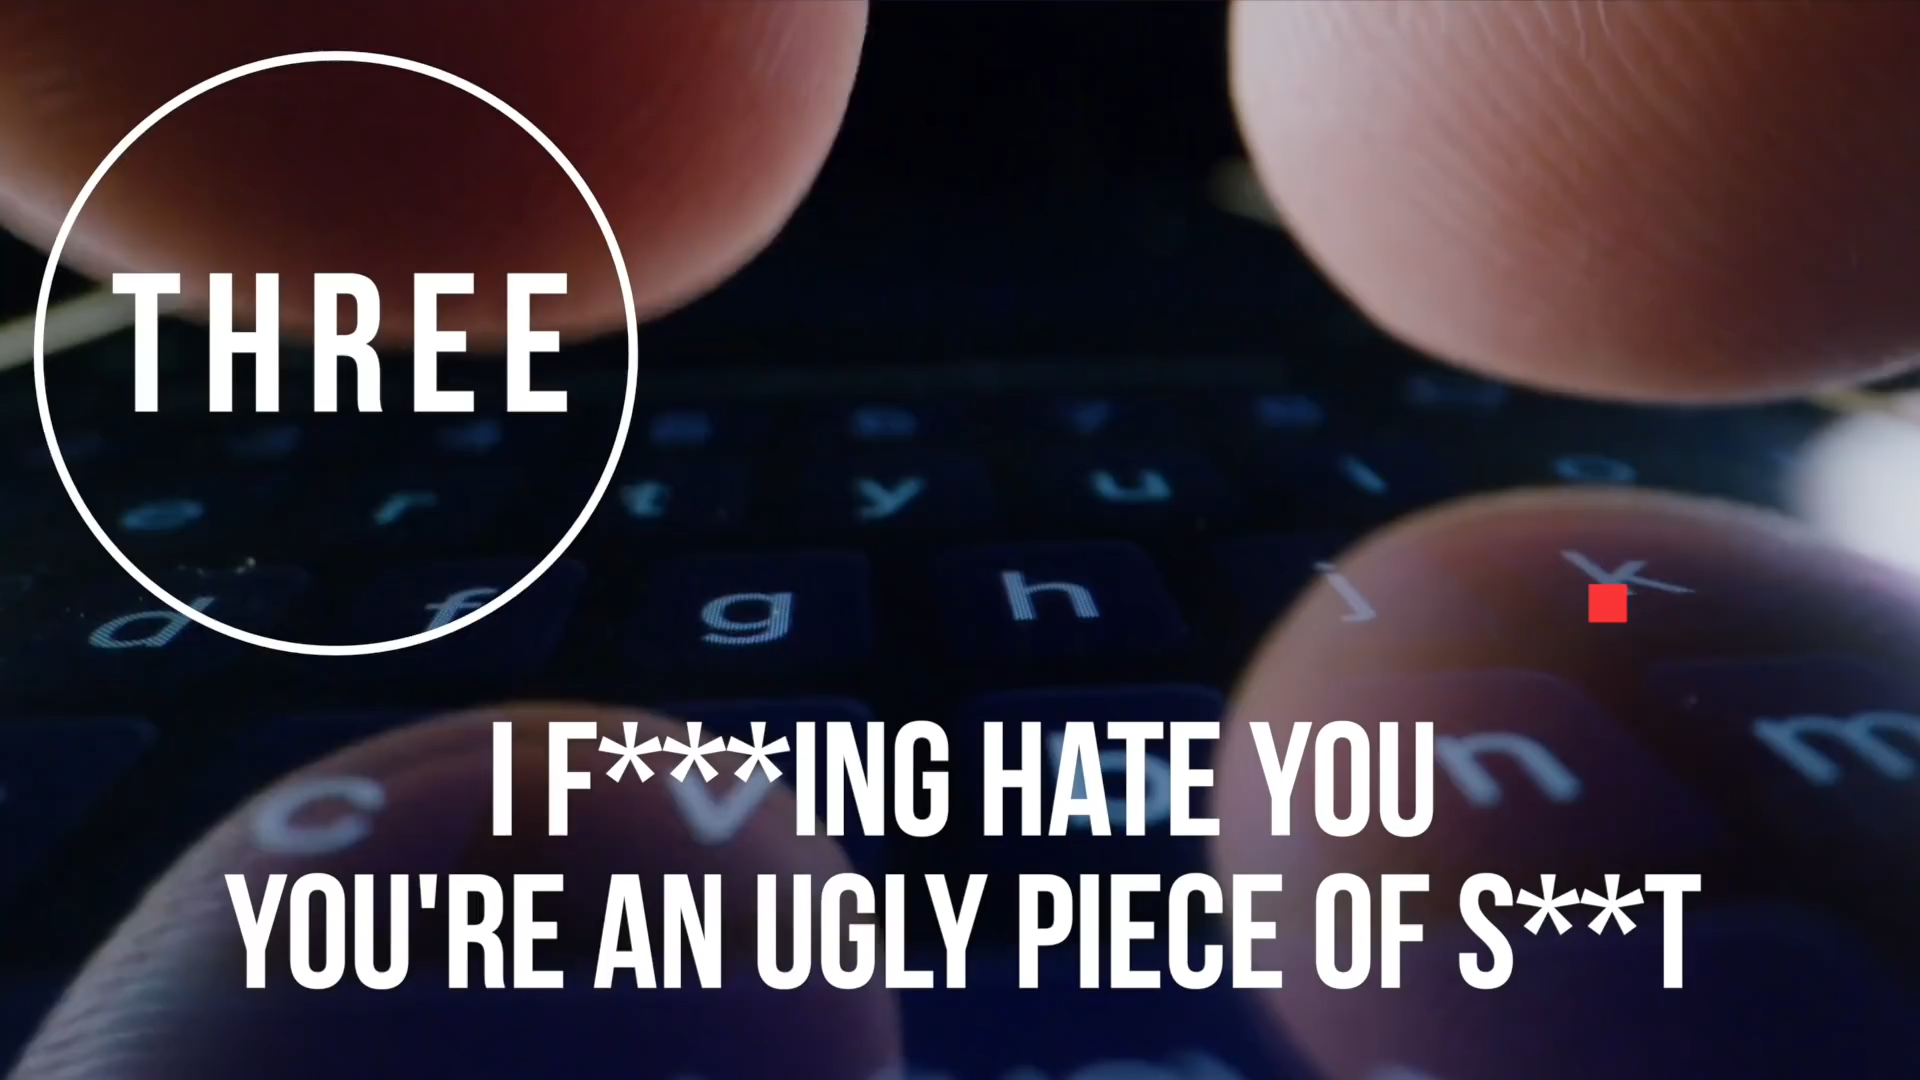 THREE
e r t y u i o
d f g h j k
c v b n m
I F***ING HATE YOU
YOU'RE AN UGLY PIECE OF S**T